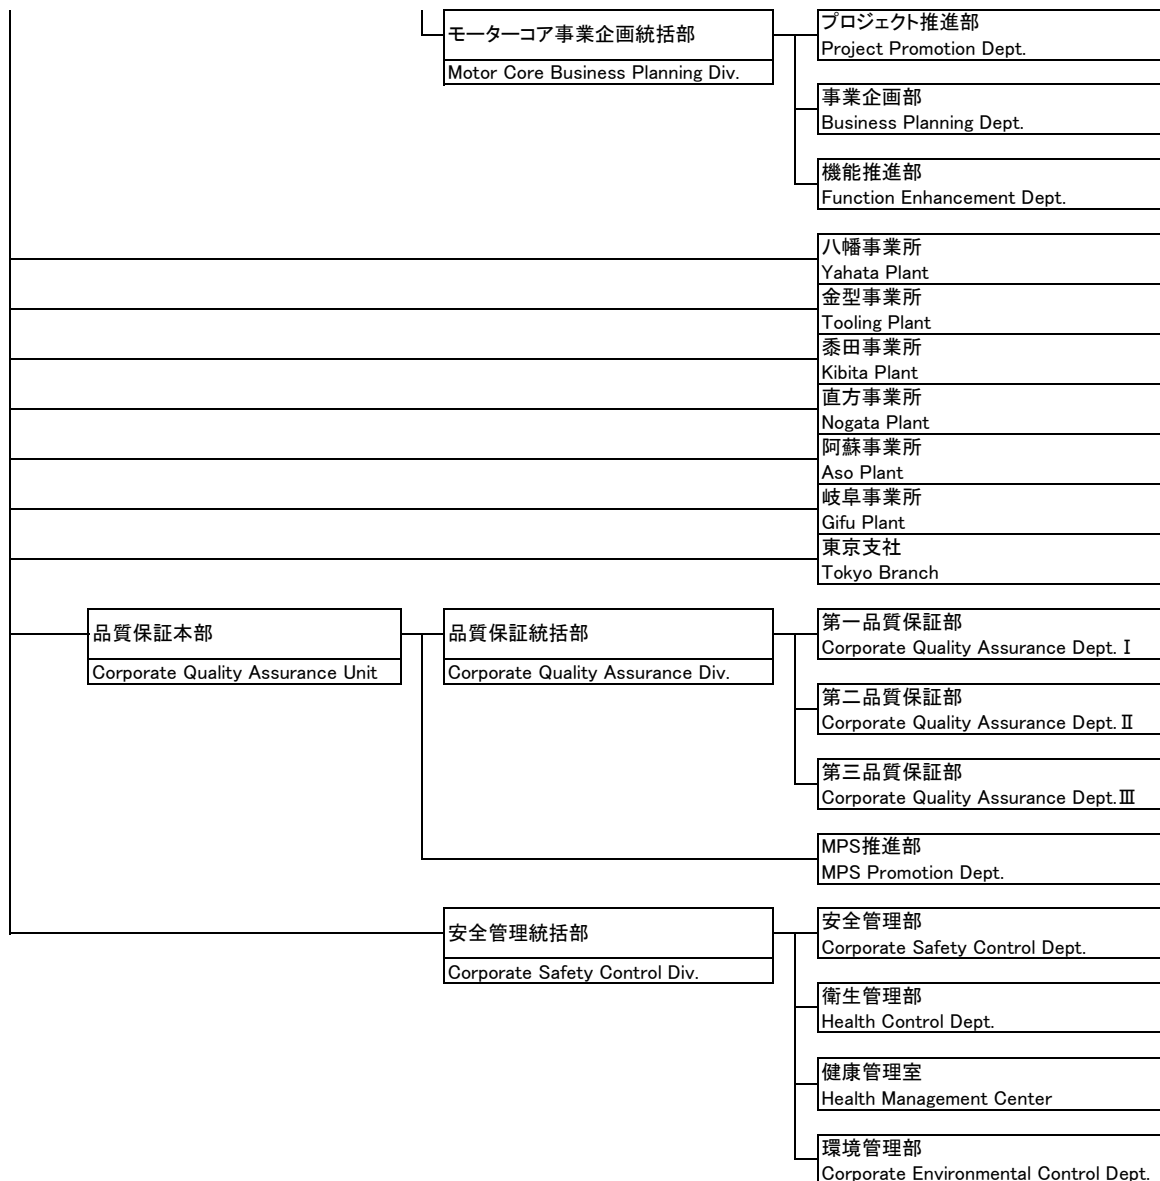 モーターコア事業企画統括部
Motor Core Business Planning Div.
プロジェクト推進部
Project Promotion Dept.
事業企画部
Business Planning Dept.
機能推進部
Function Enhancement Dept.
八幡事業所
Yahata Plant
金型事業所
Tooling Plant
黍田事業所
Kibita Plant
直方事業所
Nogata Plant
阿蘇事業所
Aso Plant
岐阜事業所
Gifu Plant
東京支社
Tokyo Branch
品質保証本部
Corporate Quality Assurance Unit
品質保証統括部
Corporate Quality Assurance Div.
第一品質保証部
Corporate Quality Assurance Dept. I
第二品質保証部
Corporate Quality Assurance Dept.Ⅱ
第三品質保証部
Corporate Quality Assurance Dept.Ⅲ
MPS推進部
MPS Promotion Dept.
安全管理統括部
Corporate Safety Control Div.
安全管理部
Corporate Safety Control Dept.
衛生管理部
Health Control Dept.
健康管理室
Health Management Center
環境管理部
Corporate Environmental Control Dept.